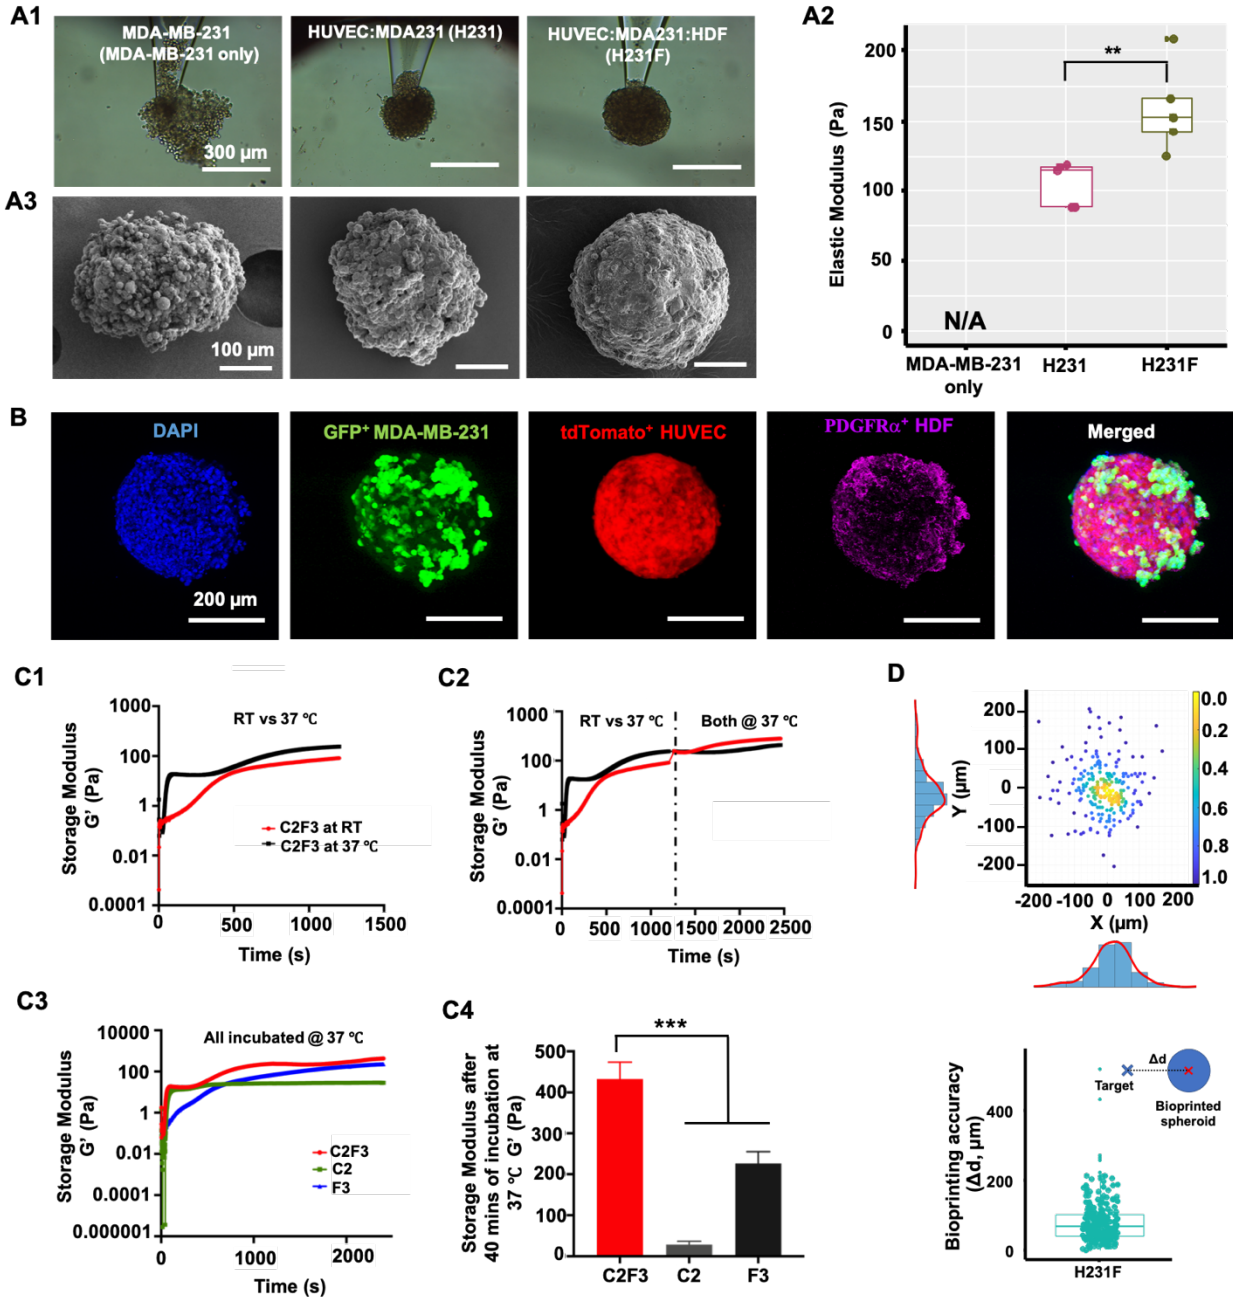 A1
MDA-MB-231
(MDA-MB-231 only)
HUVEC:MDA231 (H231)
HUVEC:MDA231:HDF
(H231F)
300 µm
A2
200
150
100
50
0
Elastic Modulus (Pa)
**
N/A
MDA-MB-231
only
H231
H231F
A3
100 µm
B
DAPI
GFP⁺ MDA-MB-231
tdTomato⁺ HUVEC
PDGFRα⁺ HDF
Merged
200 µm
C1
1000
100
1
0.01
0.0001
Storage Modulus
G' (Pa)
RT vs 37 ℃
C2F3 at RT
C2F3 at 37 ℃
0
500
1000
1500
Time (s)
C2
1000
100
1
0.01
0.0001
Storage Modulus
G' (Pa)
RT vs 37 ℃
Both @ 37 ℃
0
500
1000
1500
2000
2500
Time (s)
D
200
100
0
-100
-200
Y (µm)
-200
-100
0
100
200
X (µm)
0.0
0.2
0.4
0.6
0.8
1.0
C3
10000
100
1
0.01
0.0001
0.000001
Storage Modulus
G' (Pa)
All incubated @ 37 ℃
C2F3
C2
F3
0
1000
2000
Time (s)
C4
500
400
300
200
100
0
Storage Modulus after
40 mins of incubation at
37 ℃ G' (Pa)
***
C2F3
C2
F3
Bioprinting accuracy
(Δd, µm)
400
200
0
Δd
Target
Bioprinted
spheroid
H231F